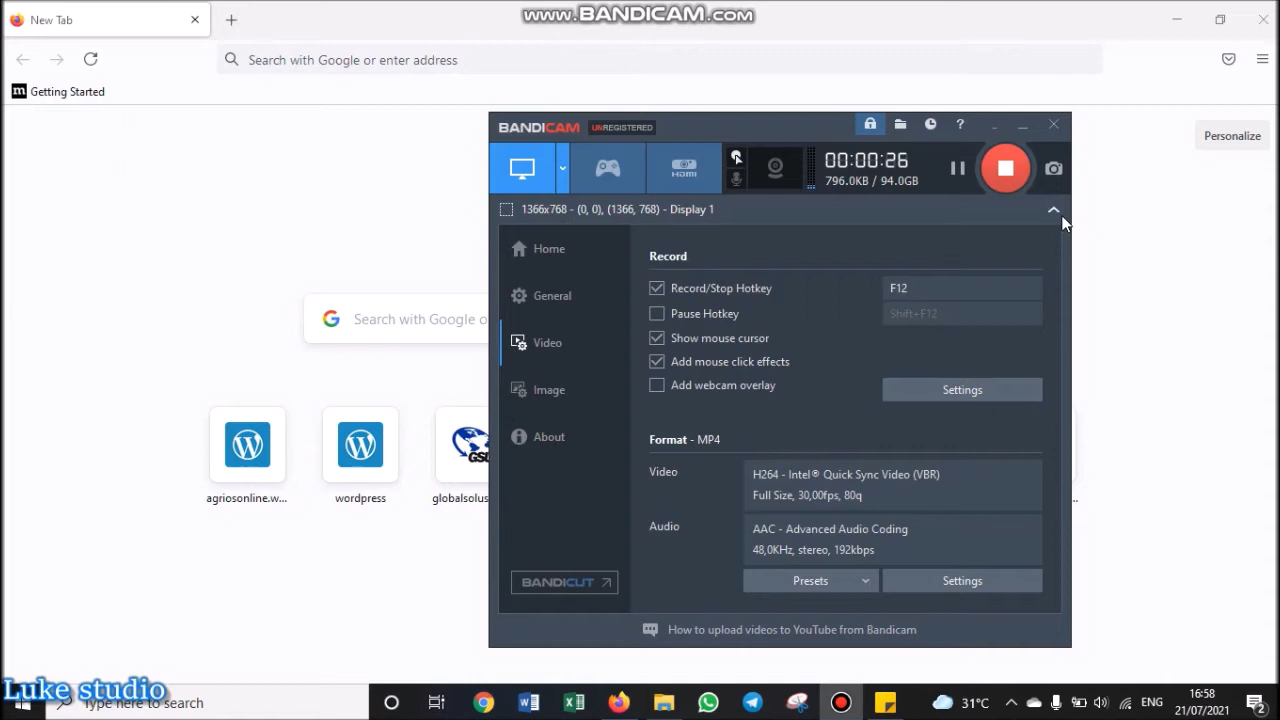 New Tab
www.BANDICAM.com
Search with Google or enter address
m Getting Started
Personalize
BANDICAM UNREGISTERED
?
HDMI
00:00:26
796.0KB / 94.0GB
1366x768 - (0, 0), (1366, 768) - Display 1
Home
General
Video
Image
About
BANDICUT
Record
Record/Stop Hotkey
F12
Pause Hotkey
Shift+F12
Show mouse cursor
Add mouse click effects
Add webcam overlay
Settings
Format - MP4
Video
H264 - Intel® Quick Sync Video (VBR)
Full Size, 30,00fps, 80q
Audio
AAC - Advanced Audio Coding
48,0KHz, stereo, 192kbps
Presets
Settings
How to upload videos to YouTube from Bandicam
G Search with Google o
agriosonline.w...
wordpress
GSL
globalsolus
Luke studio
Type here to search
31°C
ENG
16:58
21/07/2021
2